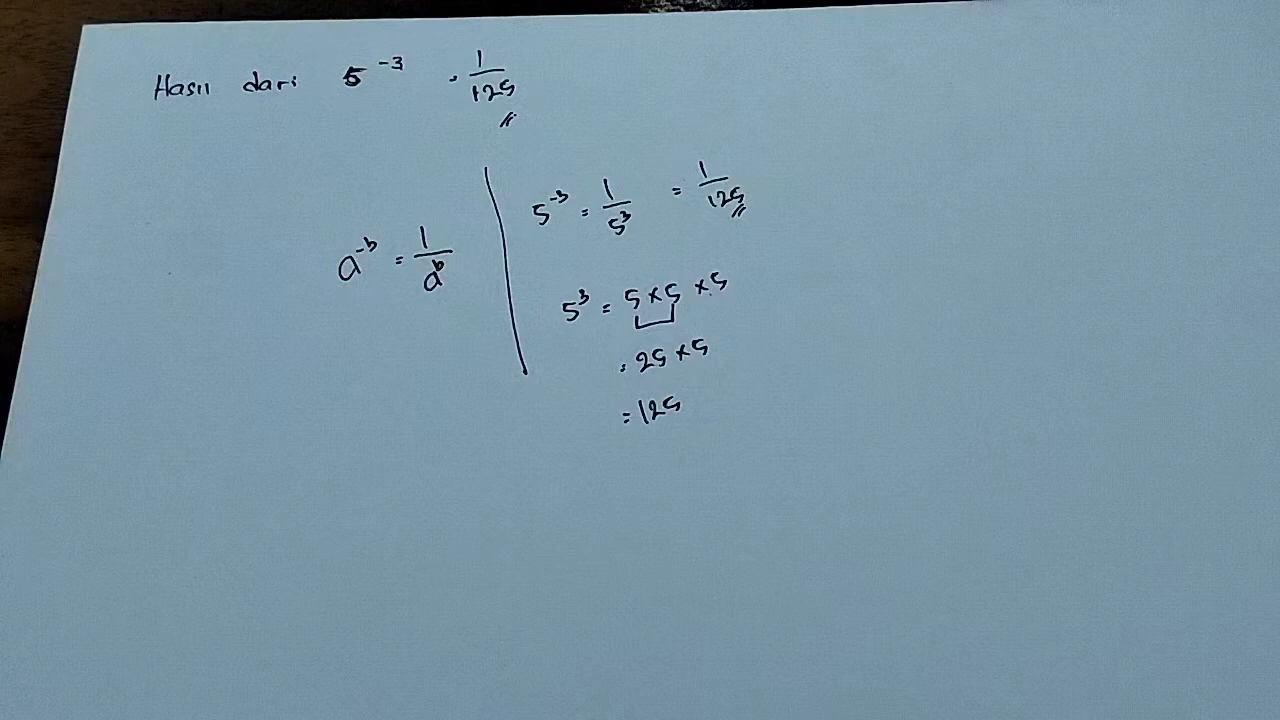 Hasil dari 5⁻³ = 1/125
a⁻ᵇ = 1/aᵇ
5⁻³ = 1/5³ = 1/125
5³ = 5 × 5 × 5
= 25 × 5
= 125